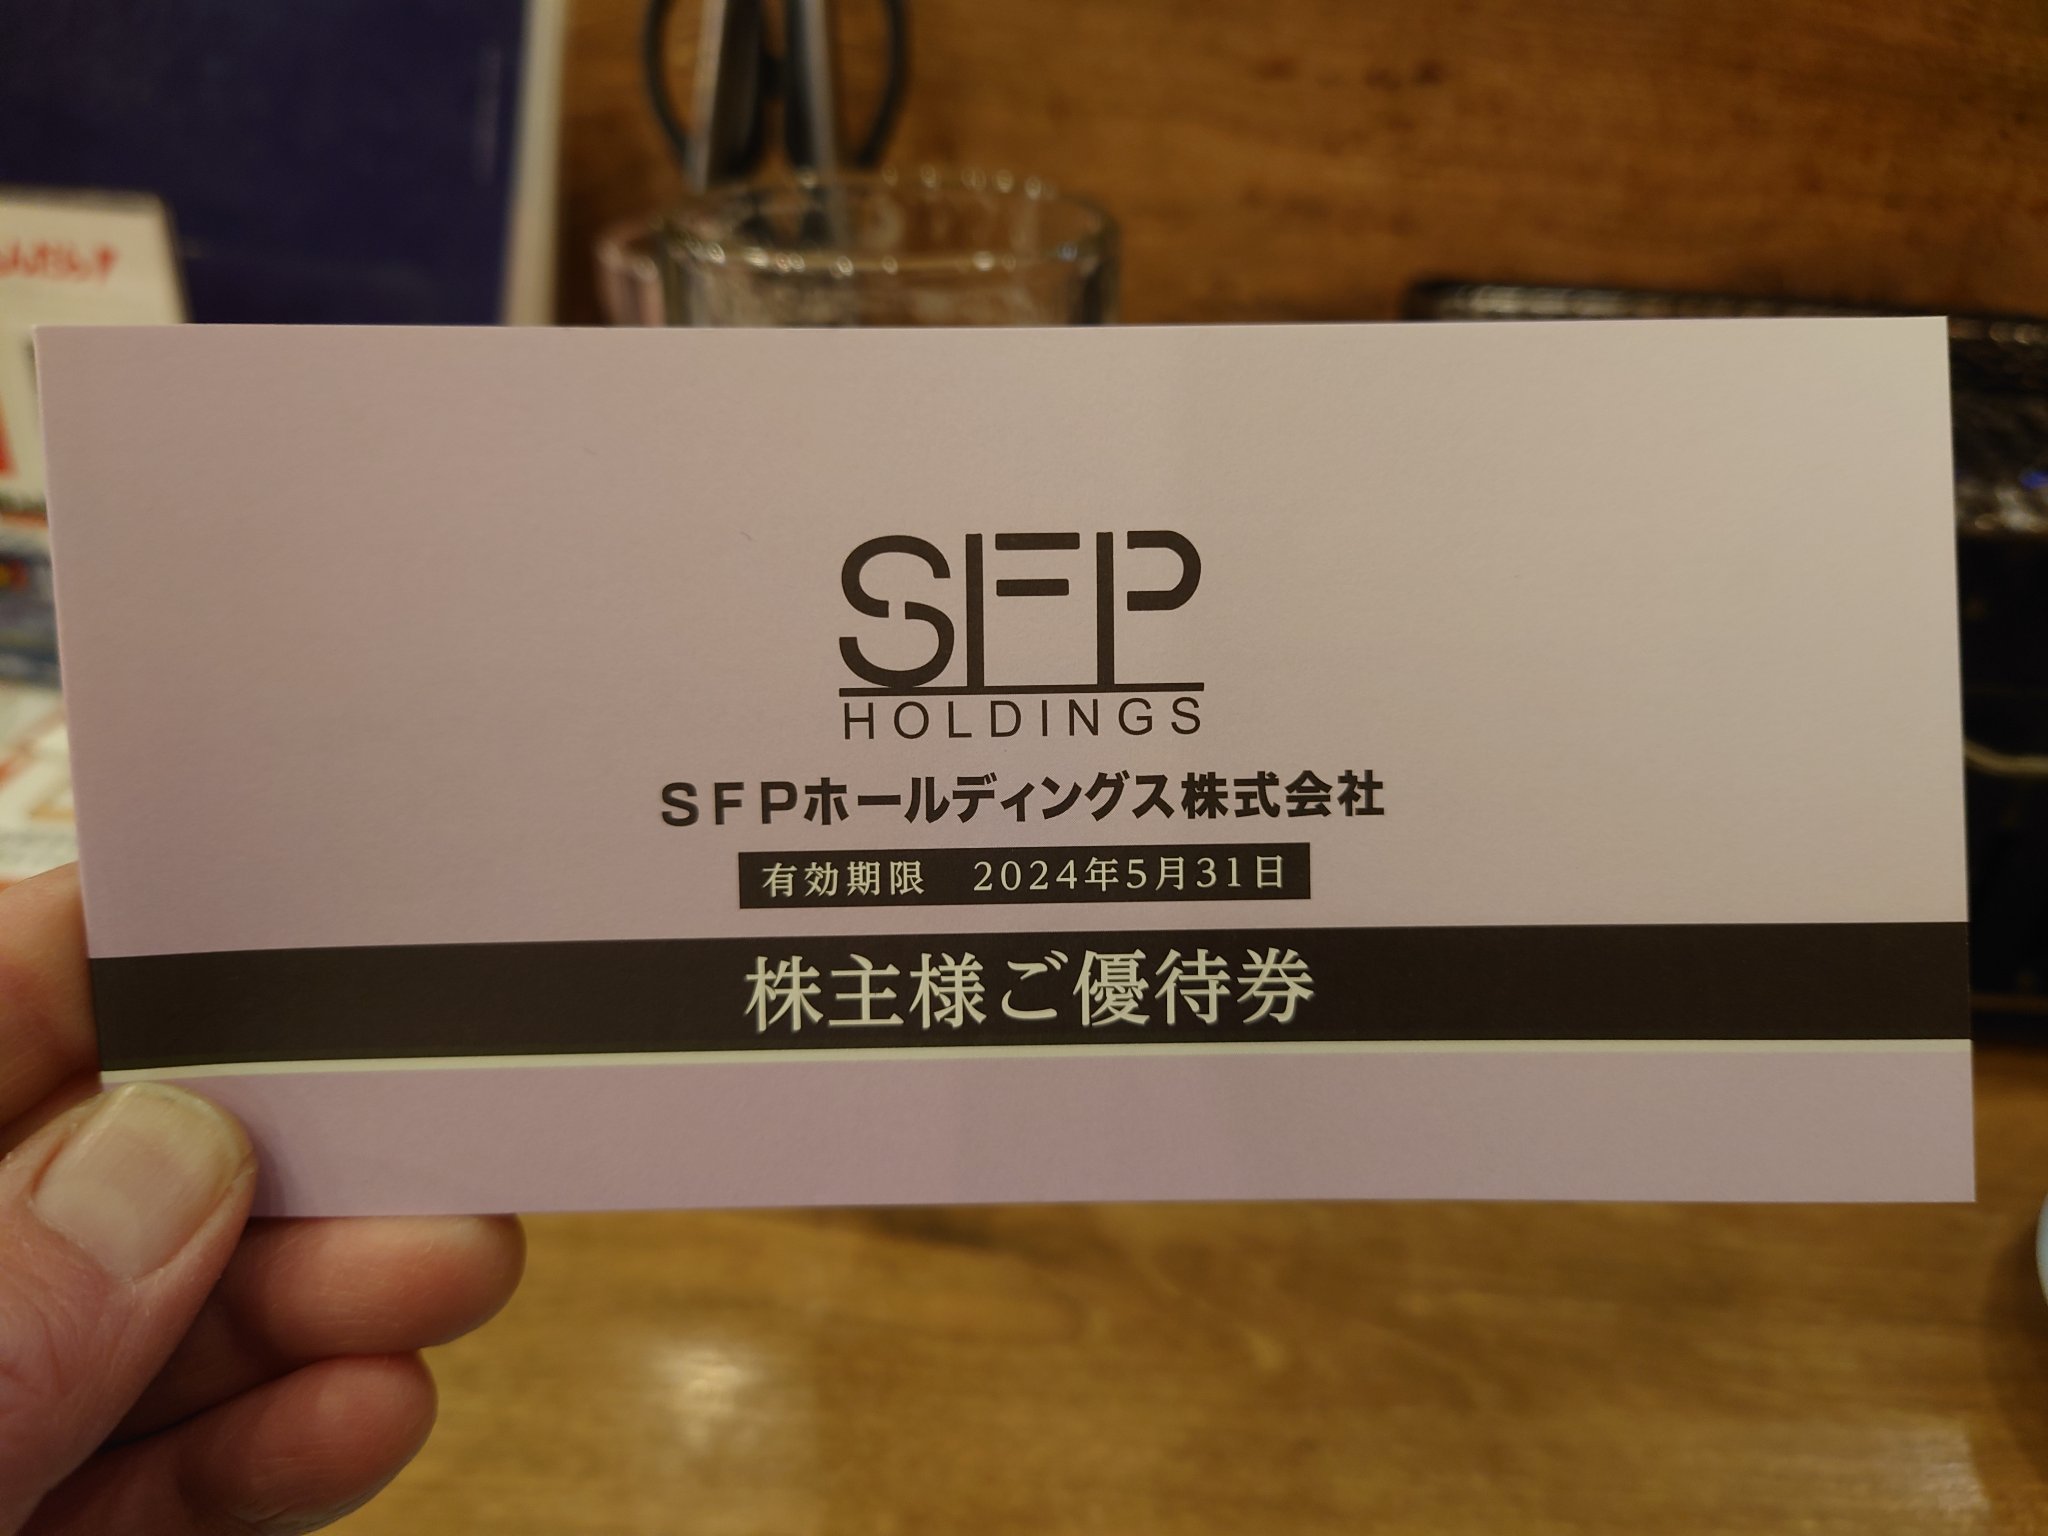 SFP
HOLDINGS
SFPホールディングス株式会社
有効期限 2024年5月31日
株主様ご優待券